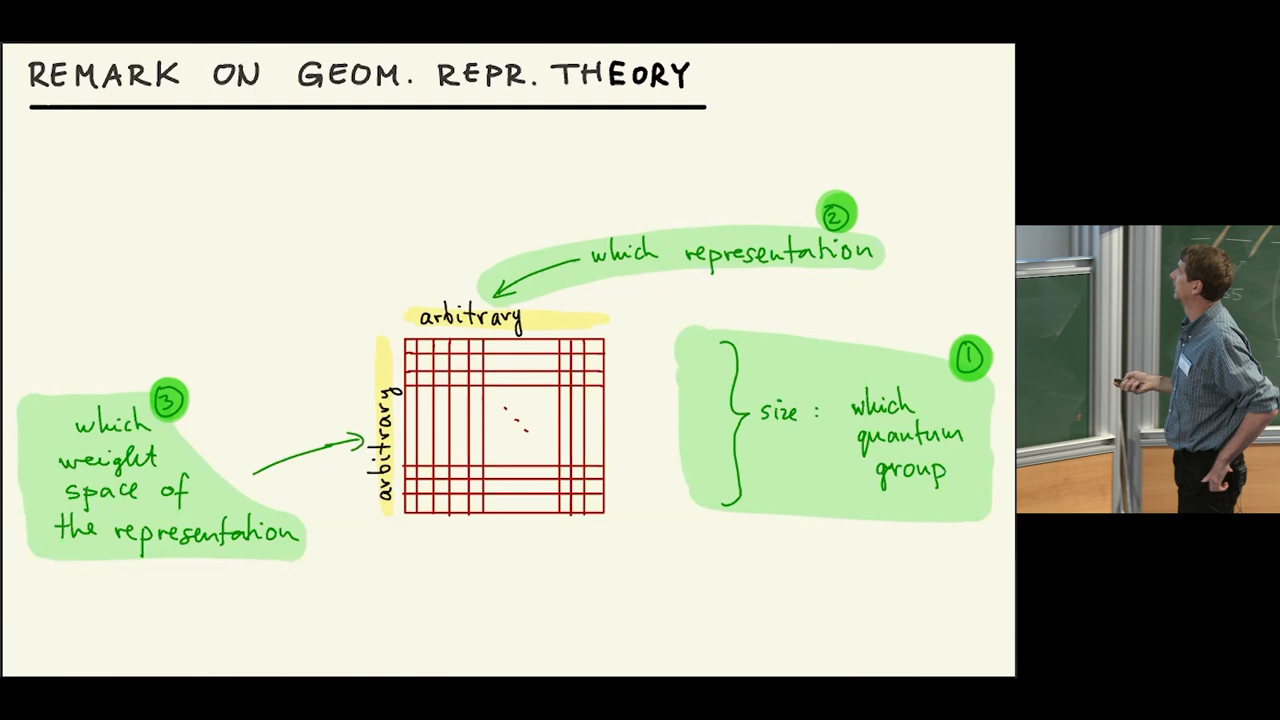 REMARK ON GEOM. REPR. THEORY
②
which representation
arbitrary
①
size: which
quantum
group
arbitrary
③
which
weight
space of
the representation